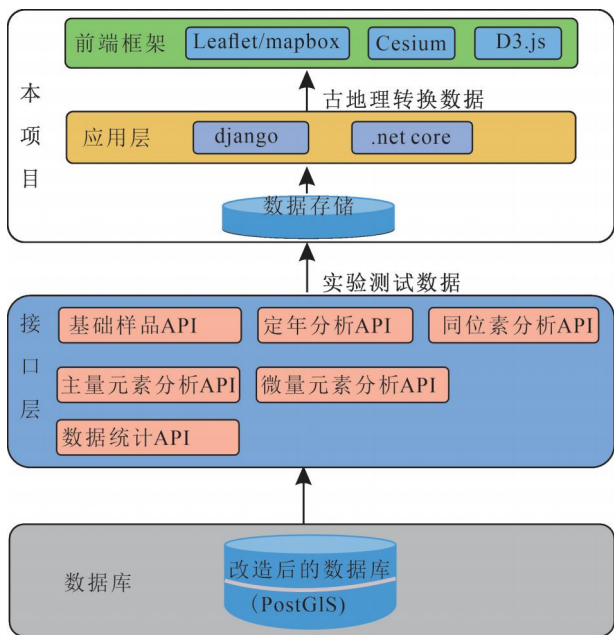 前端框架 Leaflet/mapbox Cesium D3.js
古地理转换数据
本项目
应用层 django .net core
数据存储
实验测试数据
接口层
基础样品API 定年分析API 同位素分析API
主量元素分析API 微量元素分析API
数据统计API
数据库
改造后的数据库
(PostGIS)